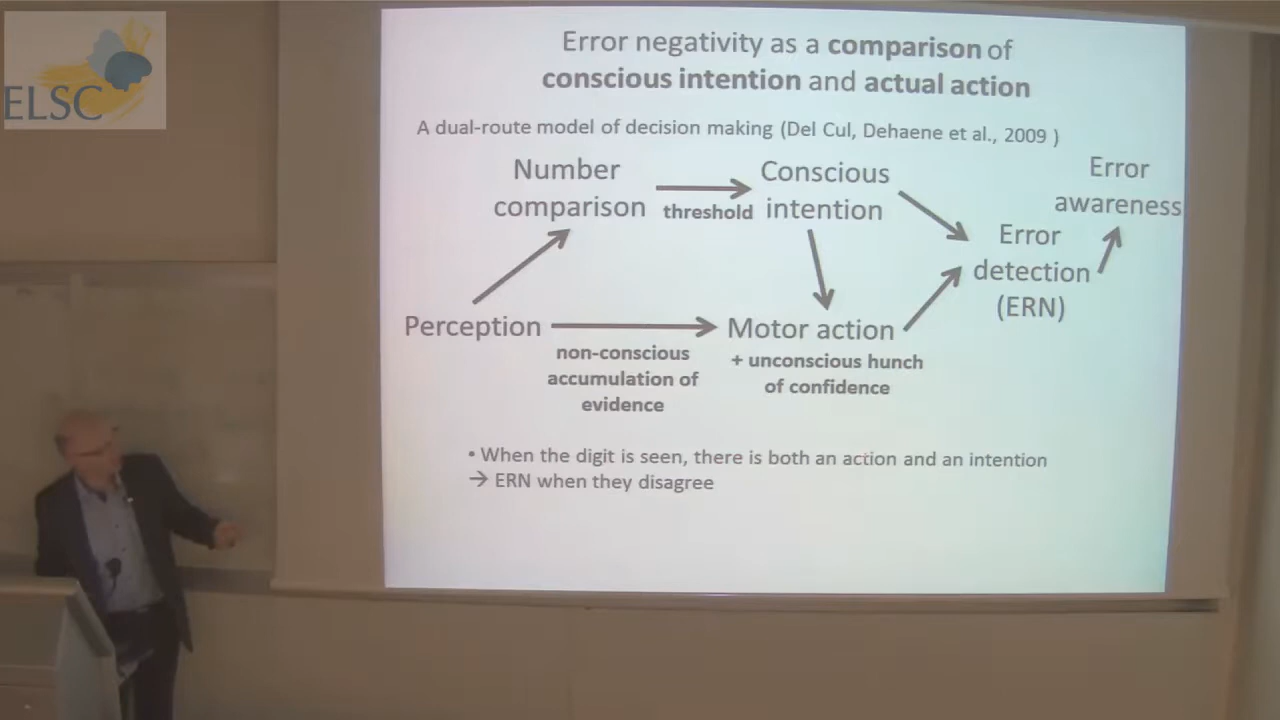 ELSC
Error negativity as a comparison of
conscious intention and actual action
A dual-route model of decision making (Del Cul, Dehaene et al., 2009 )
Number
comparison
threshold
Conscious
intention
Error
awareness
Error
detection
(ERN)
Perception
non-conscious
accumulation of
evidence
Motor action
+ unconscious hunch
of confidence
• When the digit is seen, there is both an action and an intention
→ ERN when they disagree